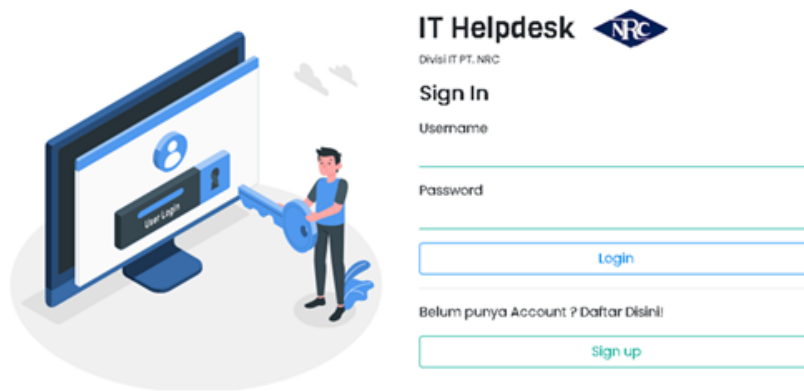 IT Helpdesk NRC
Divisi IT PT. NRC
Sign In
Username
Password
Login
Belum punya Account ? Daftar Disini!
Sign up
User Login